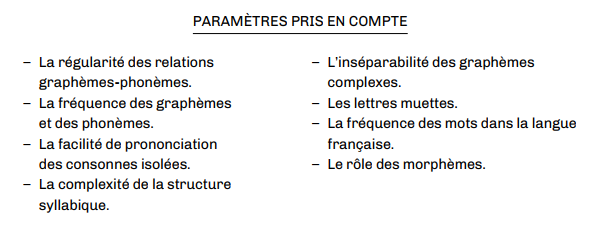 PARAMÈTRES PRIS EN COMPTE
– La régularité des relations
graphèmes-phonèmes.
– La fréquence des graphèmes
et des phonèmes.
– La facilité de prononciation
des consonnes isolées.
– La complexité de la structure
syllabique.
– L’inséparabilité des graphèmes
complexes.
– Les lettres muettes.
– La fréquence des mots dans la langue
française.
– Le rôle des morphèmes.